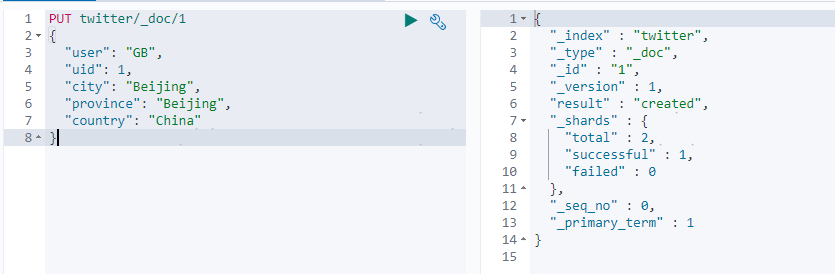 1 PUT twitter/_doc/1
2 {
3 "user": "GB",
4 "uid": 1,
5 "city": "Beijing",
6 "province": "Beijing",
7 "country": "China"
8 }
1 {
2 "_index" : "twitter",
3 "_type" : "_doc",
4 "_id" : "1",
5 "_version" : 1,
6 "result" : "created",
7 "_shards" : {
8 "total" : 2,
9 "successful" : 1,
10 "failed" : 0
11 },
12 "_seq_no" : 0,
13 "_primary_term" : 1
14 }
15